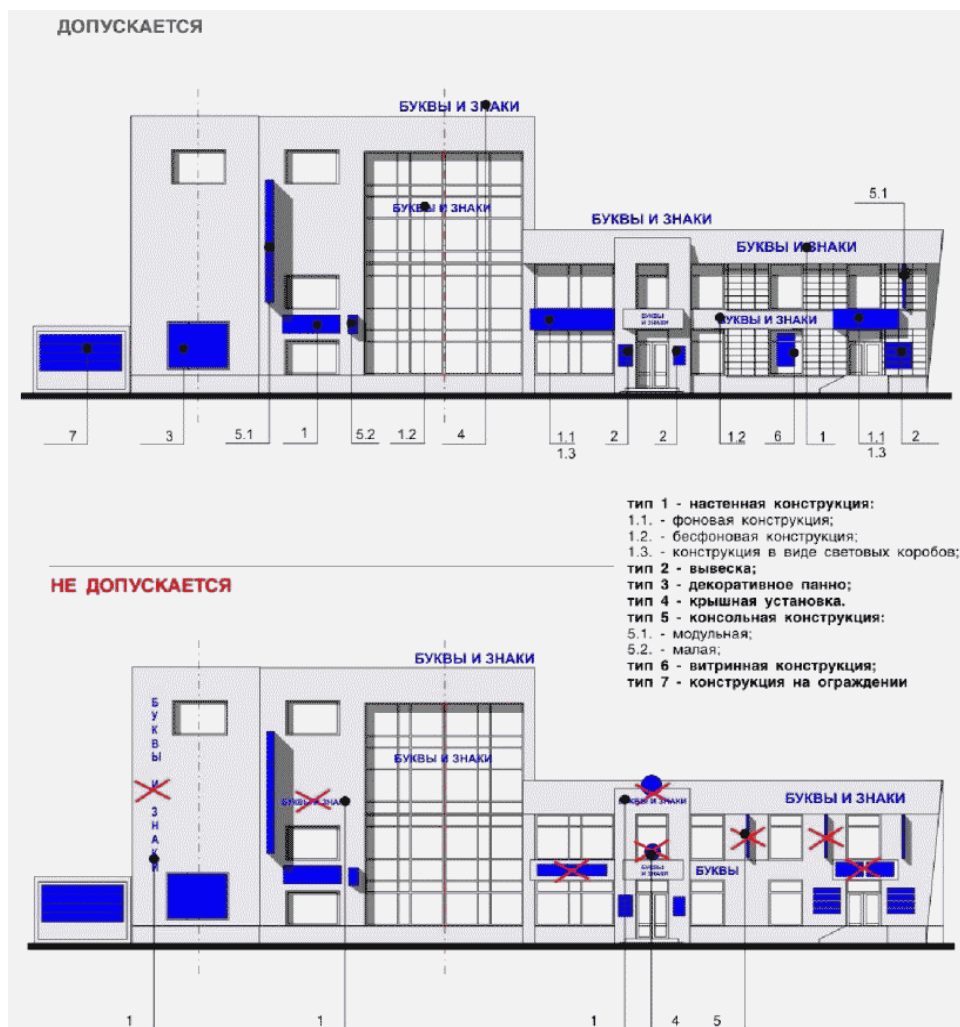 ДОПУСКАЕТСЯ
БУКВЫ И ЗНАКИ
5.1
БУКВЫ И ЗНАКИ
БУКВЫ И ЗНАКИ
БУКВЫ И ЗНАКИ
БУКВЫ
И ЗНАКИ
БУКВЫ И ЗНАКИ
7 3 5.1 1 5.2 1.2 4 1.1 2 2 1.2 6 1 1.1 2
1.3 1.3
тип 1 - настенная конструкция:
1.1. - фоновая конструкция;
1.2. - бесфоновая конструкция;
1.3. - конструкция в виде световых коробов;
тип 2 - вывеска;
тип 3 - декоративное панно;
тип 4 - крышная установка.
тип 5 - консольная конструкция:
5.1. - модульная;
5.2. - малая;
тип 6 - витринная конструкция;
тип 7 - конструкция на ограждении
НЕ ДОПУСКАЕТСЯ
БУКВЫ И ЗНАКИ
БУКВЫ И ЗНАКИ
БУКВЫ И ЗНАКИ
БУКВЫ И ЗНАКИ
БУКВЫ И ЗНАКИ
БУКВЫ И ЗНАКИ
БУКВЫ
И ЗНАКИ
БУКВЫ
1 1 1 4 5